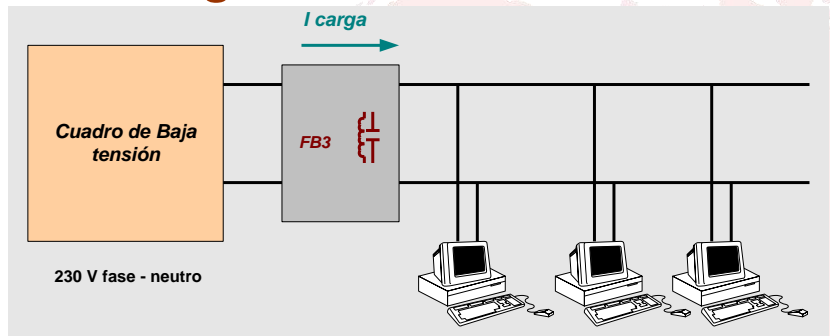 I carga
Cuadro de Baja
tensión
FB3
230 V fase - neutro